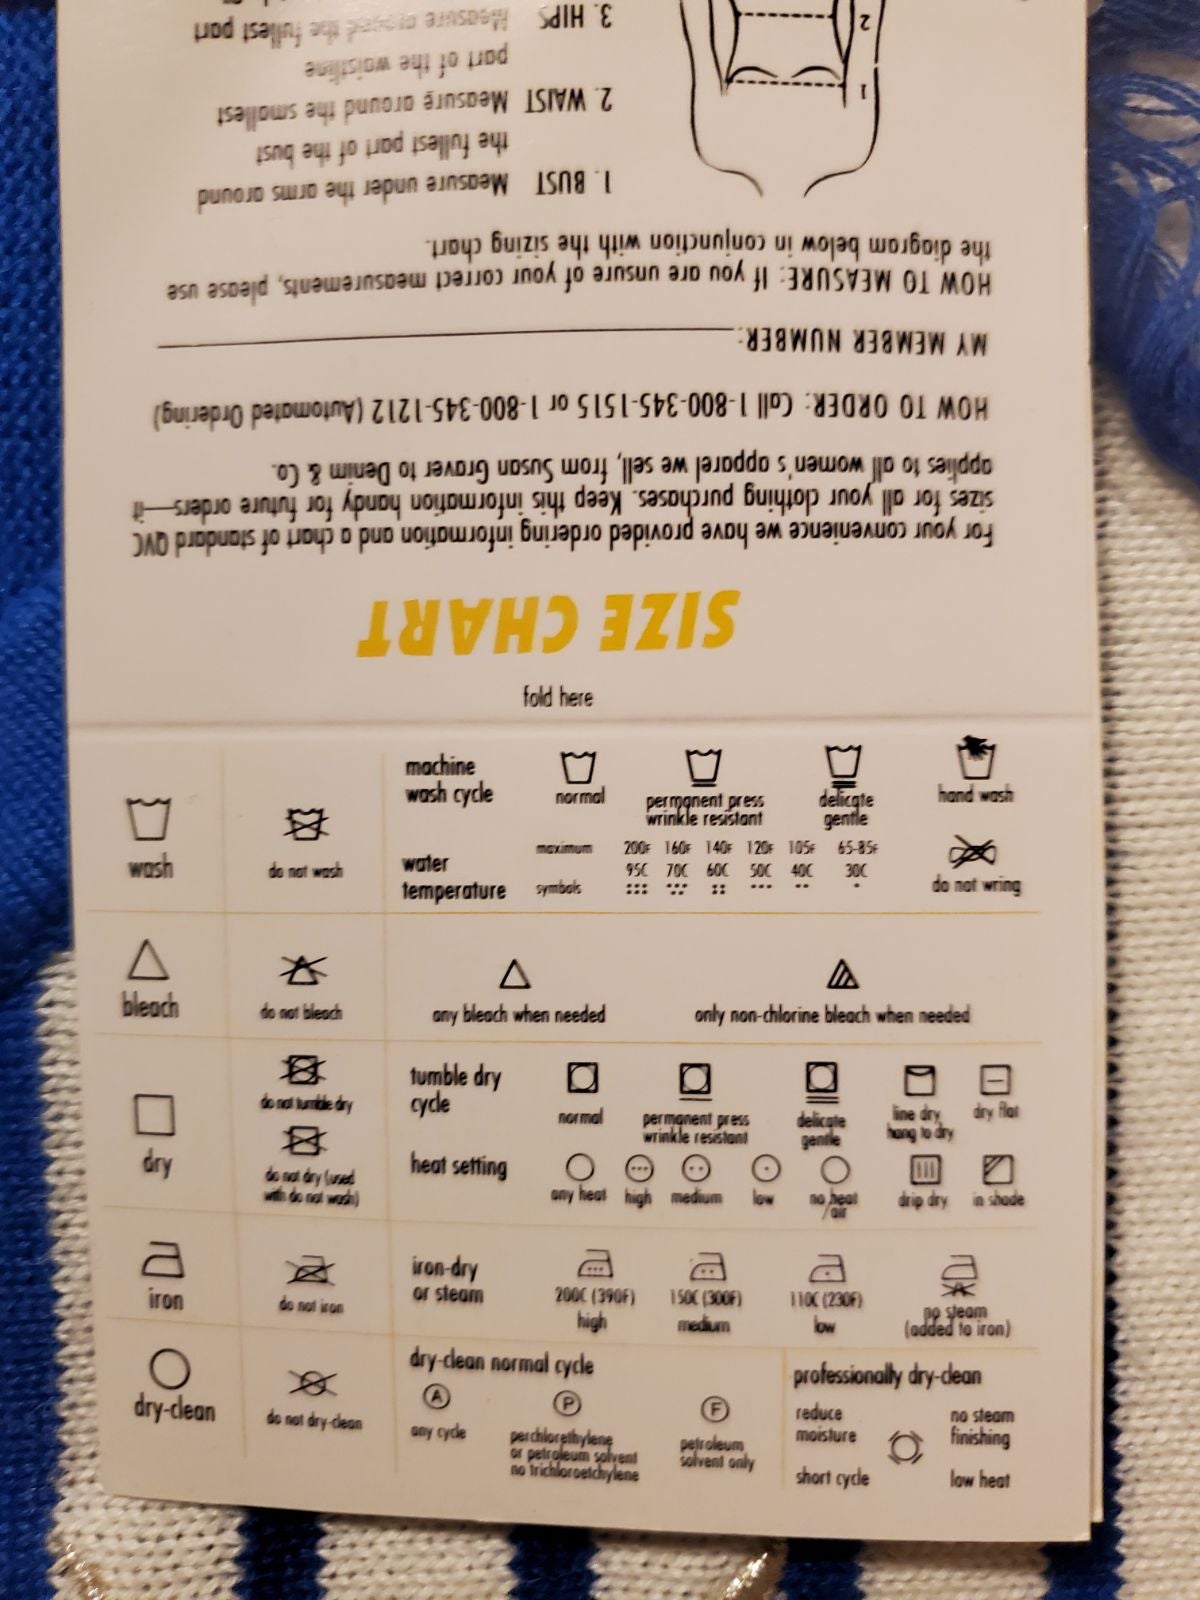 SIZE CHART
For your convenience we have provided ordering information and a chart of standard QVC
sizes for all your clothing purchases. Keep this information handy for future orders—it
applies to all women's apparel we sell, from Susan Graver to Denim & Co.
HOW TO ORDER: Call 1-800-345-1515 or 1-800-345-1212 (Automated Ordering)
MY MEMBER NUMBER:
HOW TO MEASURE: If you are unsure of your correct measurements, please use
the diagram below in conjunction with the sizing chart.
1. BUST Measure under the arms around
the fullest part of the bust
2. WAIST Measure around the smallest
part of the waistline
3. HIPS Measure around the fullest part
1
2
fold here
wash
do not wash
machine
wash cycle
normal
permanent press
wrinkle resistant
delicate
gentle
hand wash
water
temperature
maximum 200F 160F 140F 120F 105F 65-85F
95C 70C 60C 50C 40C 30C
symbols
do not wring
bleach
do not bleach
any bleach when needed
only non-chlorine bleach when needed
dry
do not tumble dry
do not dry (used
with do not wash)
tumble dry
cycle
normal
permanent press
wrinkle resistant
delicate
gentle
line dry,
hang to dry
dry flat
heat setting
any heat
high
medium
low
no heat
/air
drip dry
in shade
iron
do not iron
iron-dry
or steam
200C (390F)
high
150C (300F)
medium
110C (230F)
low
no steam
(added to iron)
dry-clean
do not dry-clean
dry-clean normal cycle
A
any cycle
P
perchlorethylene
or petroleum solvent
no trichloroetchylene
F
petroleum
solvent only
professionally dry-clean
reduce
moisture
short cycle
no steam
finishing
low heat